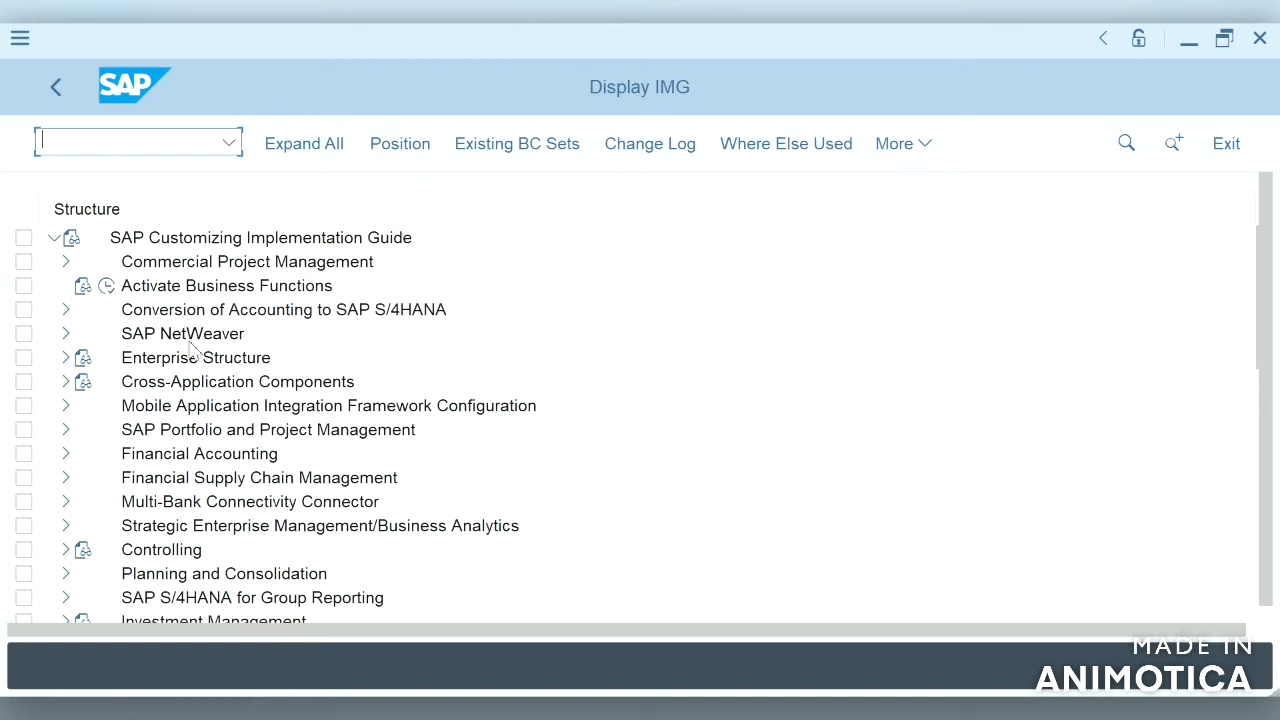 SAP
Display IMG
Expand All Position Existing BC Sets Change Log Where Else Used More Exit
Structure
SAP Customizing Implementation Guide
Commercial Project Management
Activate Business Functions
Conversion of Accounting to SAP S/4HANA
SAP NetWeaver
Enterprise Structure
Cross-Application Components
Mobile Application Integration Framework Configuration
SAP Portfolio and Project Management
Financial Accounting
Financial Supply Chain Management
Multi-Bank Connectivity Connector
Strategic Enterprise Management/Business Analytics
Controlling
Planning and Consolidation
SAP S/4HANA for Group Reporting
Investment Management
MADE IN
ANIMOTICA